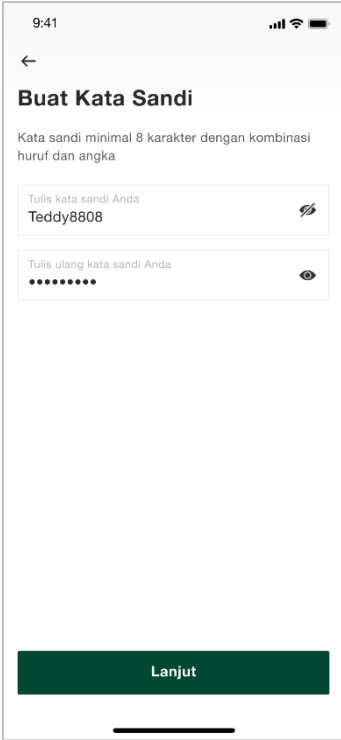 9:41
Buat Kata Sandi
Kata sandi minimal 8 karakter dengan kombinasi
huruf dan angka
Tulis kata sandi Anda
Teddy8808
Tulis ulang kata sandi Anda
•••••••••
Lanjut